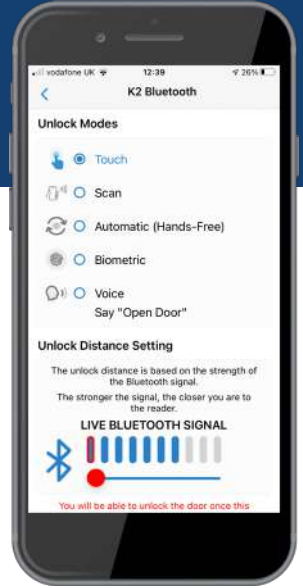 vodafone UK 12:39 26%
K2 Bluetooth
Unlock Modes
Touch
Scan
Automatic (Hands-Free)
Biometric
Voice
Say "Open Door"
Unlock Distance Setting
The unlock distance is based on the strength of
the Bluetooth signal.
The stronger the signal, the closer you are to
the reader.
LIVE BLUETOOTH SIGNAL
You will be able to unlock the door once this